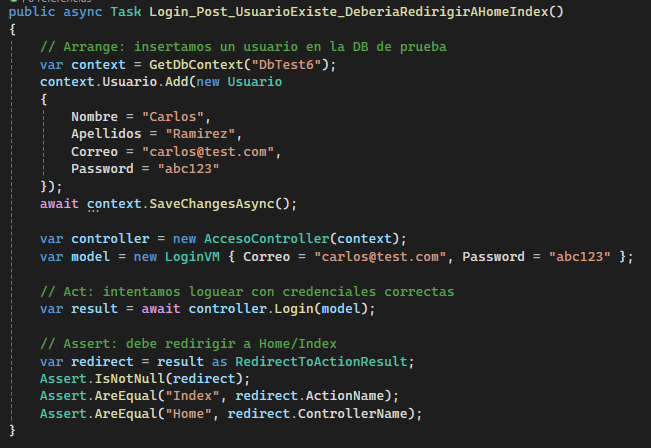 public async Task Login_Post_UsuarioExiste_DeberiaRedirigirAHomeIndex()
{
// Arrange: insertamos un usuario en la DB de prueba
var context = GetDbContext("DbTest6");
context.Usuario.Add(new Usuario
{
Nombre = "Carlos",
Apellidos = "Ramirez",
Correo = "carlos@test.com",
Password = "abc123"
});
await context.SaveChangesAsync();
var controller = new AccesoController(context);
var model = new LoginVM { Correo = "carlos@test.com", Password = "abc123" };
// Act: intentamos loguear con credenciales correctas
var result = await controller.Login(model);
// Assert: debe redirigir a Home/Index
var redirect = result as RedirectToActionResult;
Assert.IsNotNull(redirect);
Assert.AreEqual("Index", redirect.ActionName);
Assert.AreEqual("Home", redirect.ControllerName);
}